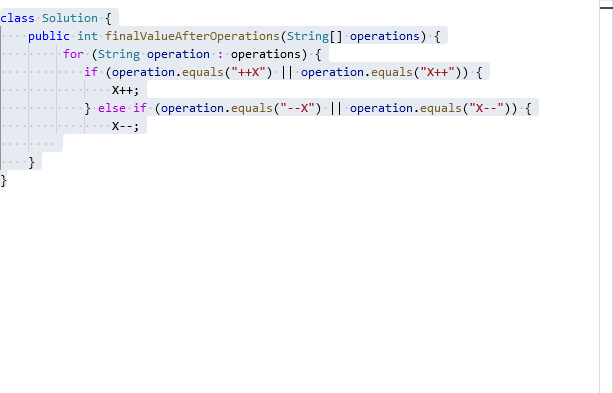 class Solution {
    public int finalValueAfterOperations(String[] operations) {
         for (String operation : operations) {
            if (operation.equals("++X") || operation.equals("X++")) {
                X++;
            } else if (operation.equals("--X") || operation.equals("X--")) {
                X--;
    }
}